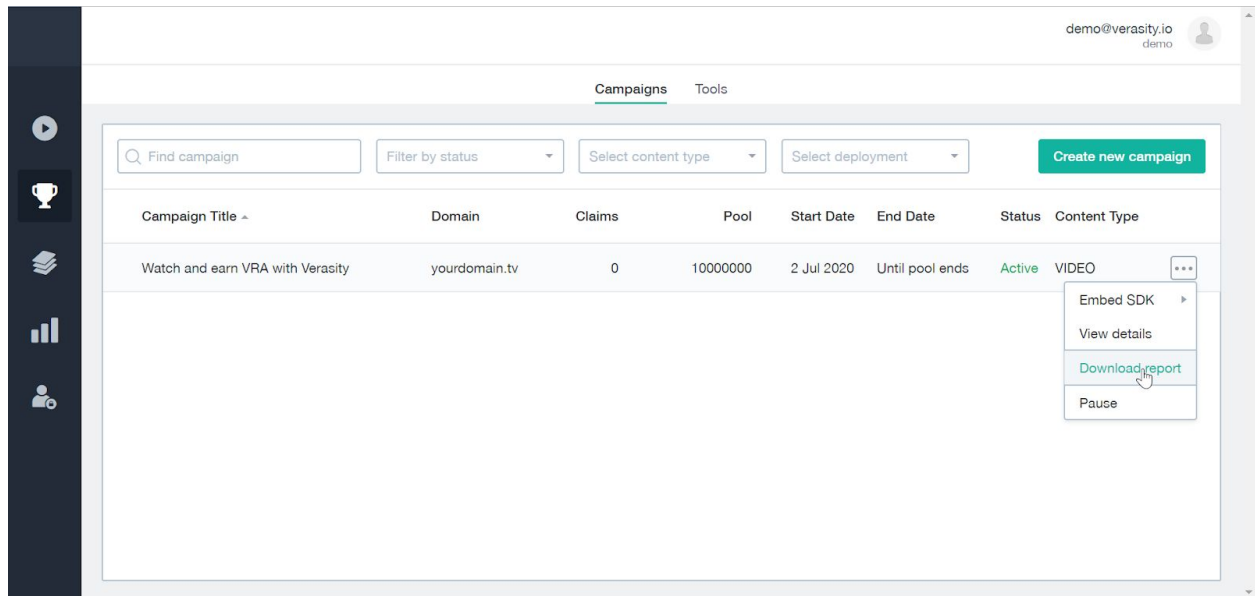 demo@verasity.io
demo
Campaigns Tools
Find campaign Filter by status Select content type Select deployment Create new campaign
Campaign Title Domain Claims Pool Start Date End Date Status Content Type
Watch and earn VRA with Verasity yourdomain.tv 0 10000000 2 Jul 2020 Until pool ends Active VIDEO
Embed SDK
View details
Download report
Pause